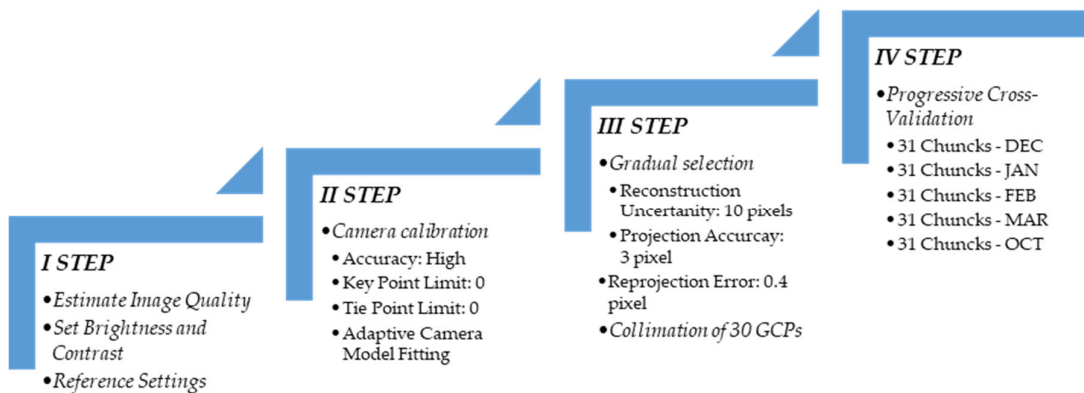 I STEP
•Estimate Image Quality
•Set Brightness and
Contrast
•Reference Settings
II STEP
•Camera calibration
•Accuracy: High
•Key Point Limit: 0
•Tie Point Limit: 0
•Adaptive Camera
Model Fitting
III STEP
•Gradual selection
•Reconstruction
Uncertanity: 10 pixels
•Projection Accurcay:
3 pixel
•Reprojection Error: 0.4
pixel
•Collimation of 30 GCPs
IV STEP
•Progressive Cross-
Validation
•31 Chuncks - DEC
•31 Chuncks - JAN
•31 Chuncks - FEB
•31 Chuncks - MAR
•31 Chuncks - OCT